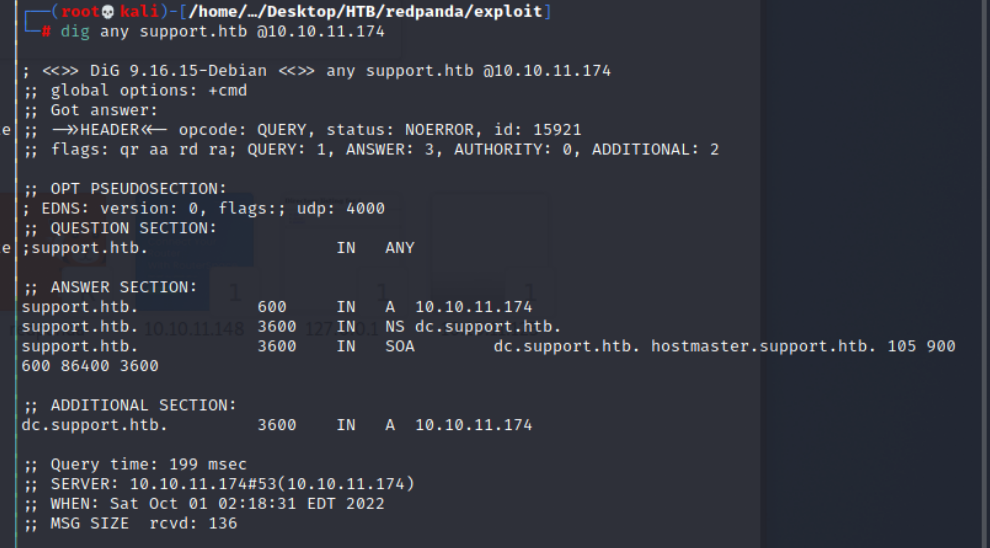 (root💀kali)-[/home/…/Desktop/HTB/redpanda/exploit]
# dig any support.htb @10.10.11.174
; <<>> DiG 9.16.15-Debian <<>> any support.htb @10.10.11.174
;; global options: +cmd
;; Got answer:
;; ->>HEADER<<- opcode: QUERY, status: NOERROR, id: 15921
;; flags: qr aa rd ra; QUERY: 1, ANSWER: 3, AUTHORITY: 0, ADDITIONAL: 2
;; OPT PSEUDOSECTION:
; EDNS: version: 0, flags:; udp: 4000
;; QUESTION SECTION:
;support.htb. IN ANY
;; ANSWER SECTION:
support.htb. 600 IN A 10.10.11.174
support.htb. 3600 IN NS dc.support.htb.
support.htb. 3600 IN SOA dc.support.htb. hostmaster.support.htb. 105 900
600 86400 3600
;; ADDITIONAL SECTION:
dc.support.htb. 3600 IN A 10.10.11.174
;; Query time: 199 msec
;; SERVER: 10.10.11.174#53(10.10.11.174)
;; WHEN: Sat Oct 01 02:18:31 EDT 2022
;; MSG SIZE rcvd: 136